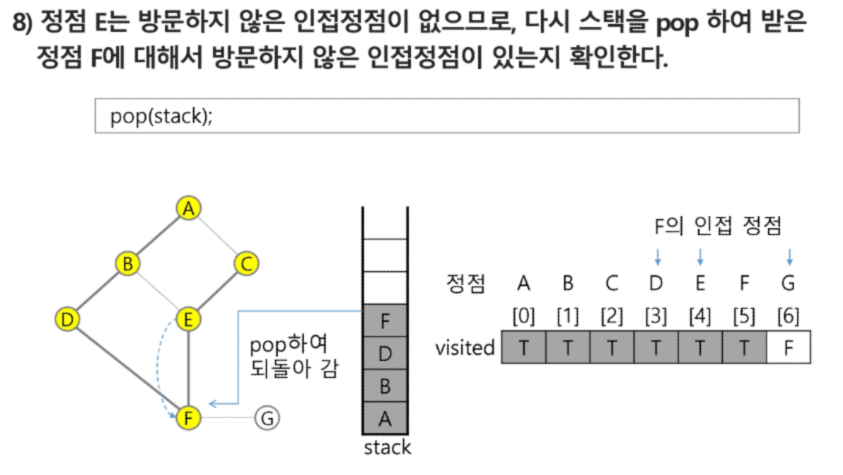 8) 정점 E는 방문하지 않은 인접정점이 없으므로, 다시 스택을 pop 하여 받은
정점 F에 대해서 방문하지 않은 인접정점이 있는지 확인한다.
pop(stack);
A
B
C
D
E
F
G
pop하여
되돌아 감
F
D
B
A
stack
F의 인접 정점
정점 A B C D E F G
[0] [1] [2] [3] [4] [5] [6]
visited T T T T T T F